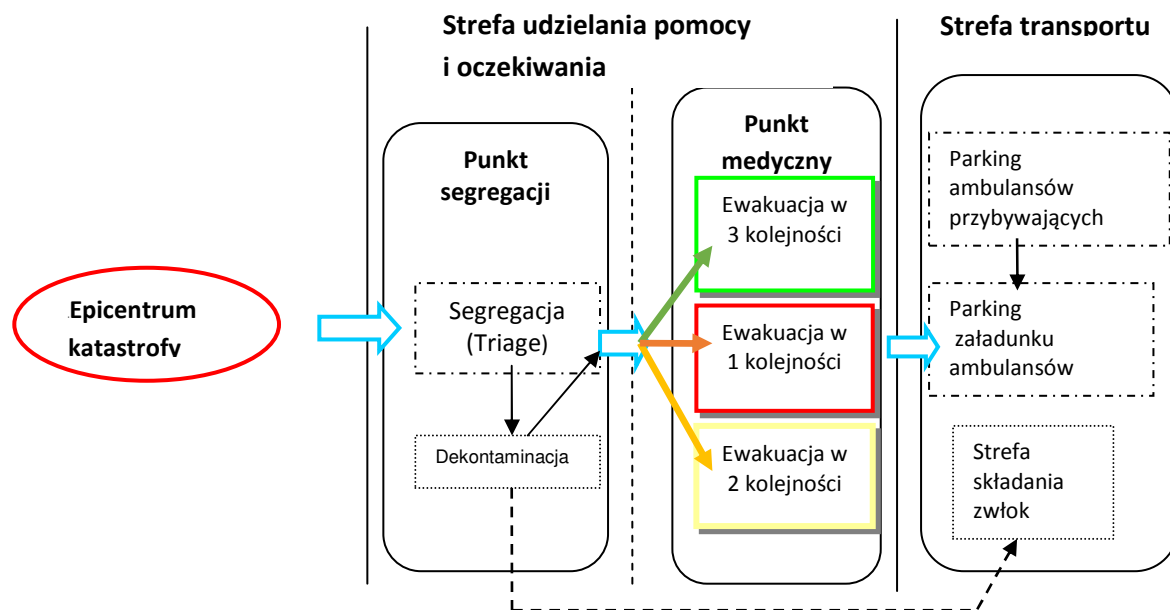 Strefa udzielania pomocy
i oczekiwania
Strefa transportu
Epicentrum
katastrofy
Punkt
segregacji
Segregacja
(Triage)
Dekontaminacja
Punkt
medyczny
Ewakuacja w
3 kolejności
Ewakuacja w
1 kolejności
Ewakuacja w
2 kolejności
Parking
ambulansów
przybywających
Parking
załadunku
ambulansów
Strefa
składania
zwłok